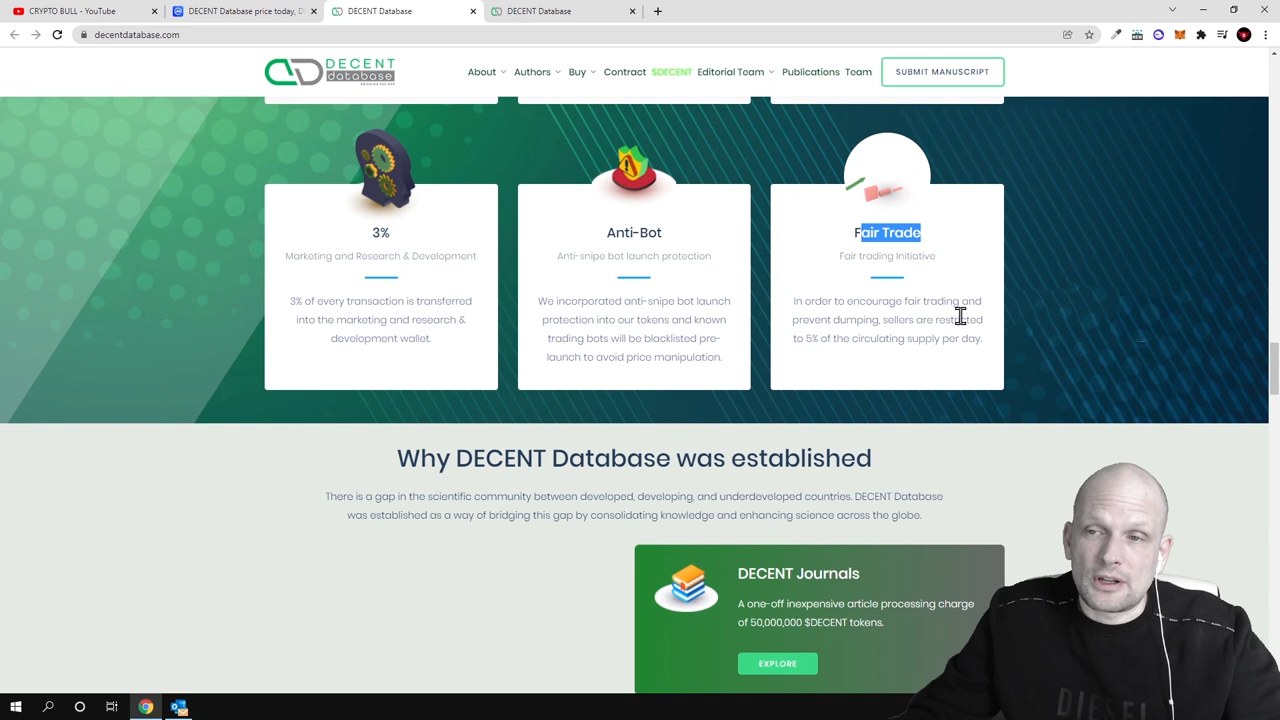 CRYPTO BULL - YouTube
DECENT Database price today, D
DECENT Database
DECENT Database
decentdatabase.com
DECENT
database
About
Authors
Buy
Contract
$DECENT
Editorial Team
Publications
Team
SUBMIT MANUSCRIPT
3%
Marketing and Research & Development
3% of every transaction is transferred
into the marketing and research &
development wallet.
Anti-Bot
Anti-snipe bot launch protection
We incorporated anti-snipe bot launch
protection into our tokens and known
trading bots will be blacklisted pre-
launch to avoid price manipulation.
Fair Trade
Fair trading Initiative
In order to encourage fair trading and
prevent dumping, sellers are restricted
to 5% of the circulating supply per day.
Why DECENT Database was established
There is a gap in the scientific community between developed, developing, and underdeveloped countries. DECENT Database
was established as a way of bridging this gap by consolidating knowledge and enhancing science across the globe.
DECENT Journals
A one-off inexpensive article processing charge
of 50,000,000 $DECENT tokens.
EXPLORE
DIESEL